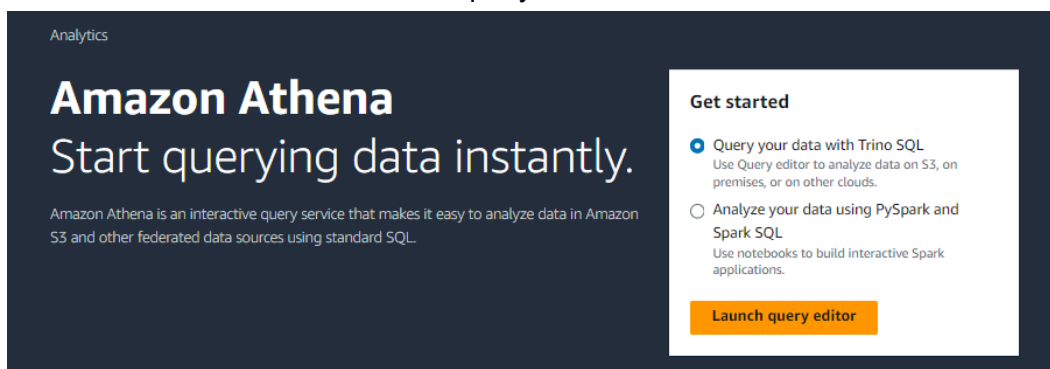 Analytics
Amazon Athena
Start querying data instantly.
Amazon Athena is an interactive query service that makes it easy to analyze data in Amazon
S3 and other federated data sources using standard SQL.
Get started
Query your data with Trino SQL
Use Query editor to analyze data on S3, on
premises, or on other clouds.
Analyze your data using PySpark and
Spark SQL
Use notebooks to build interactive Spark
applications.
Launch query editor